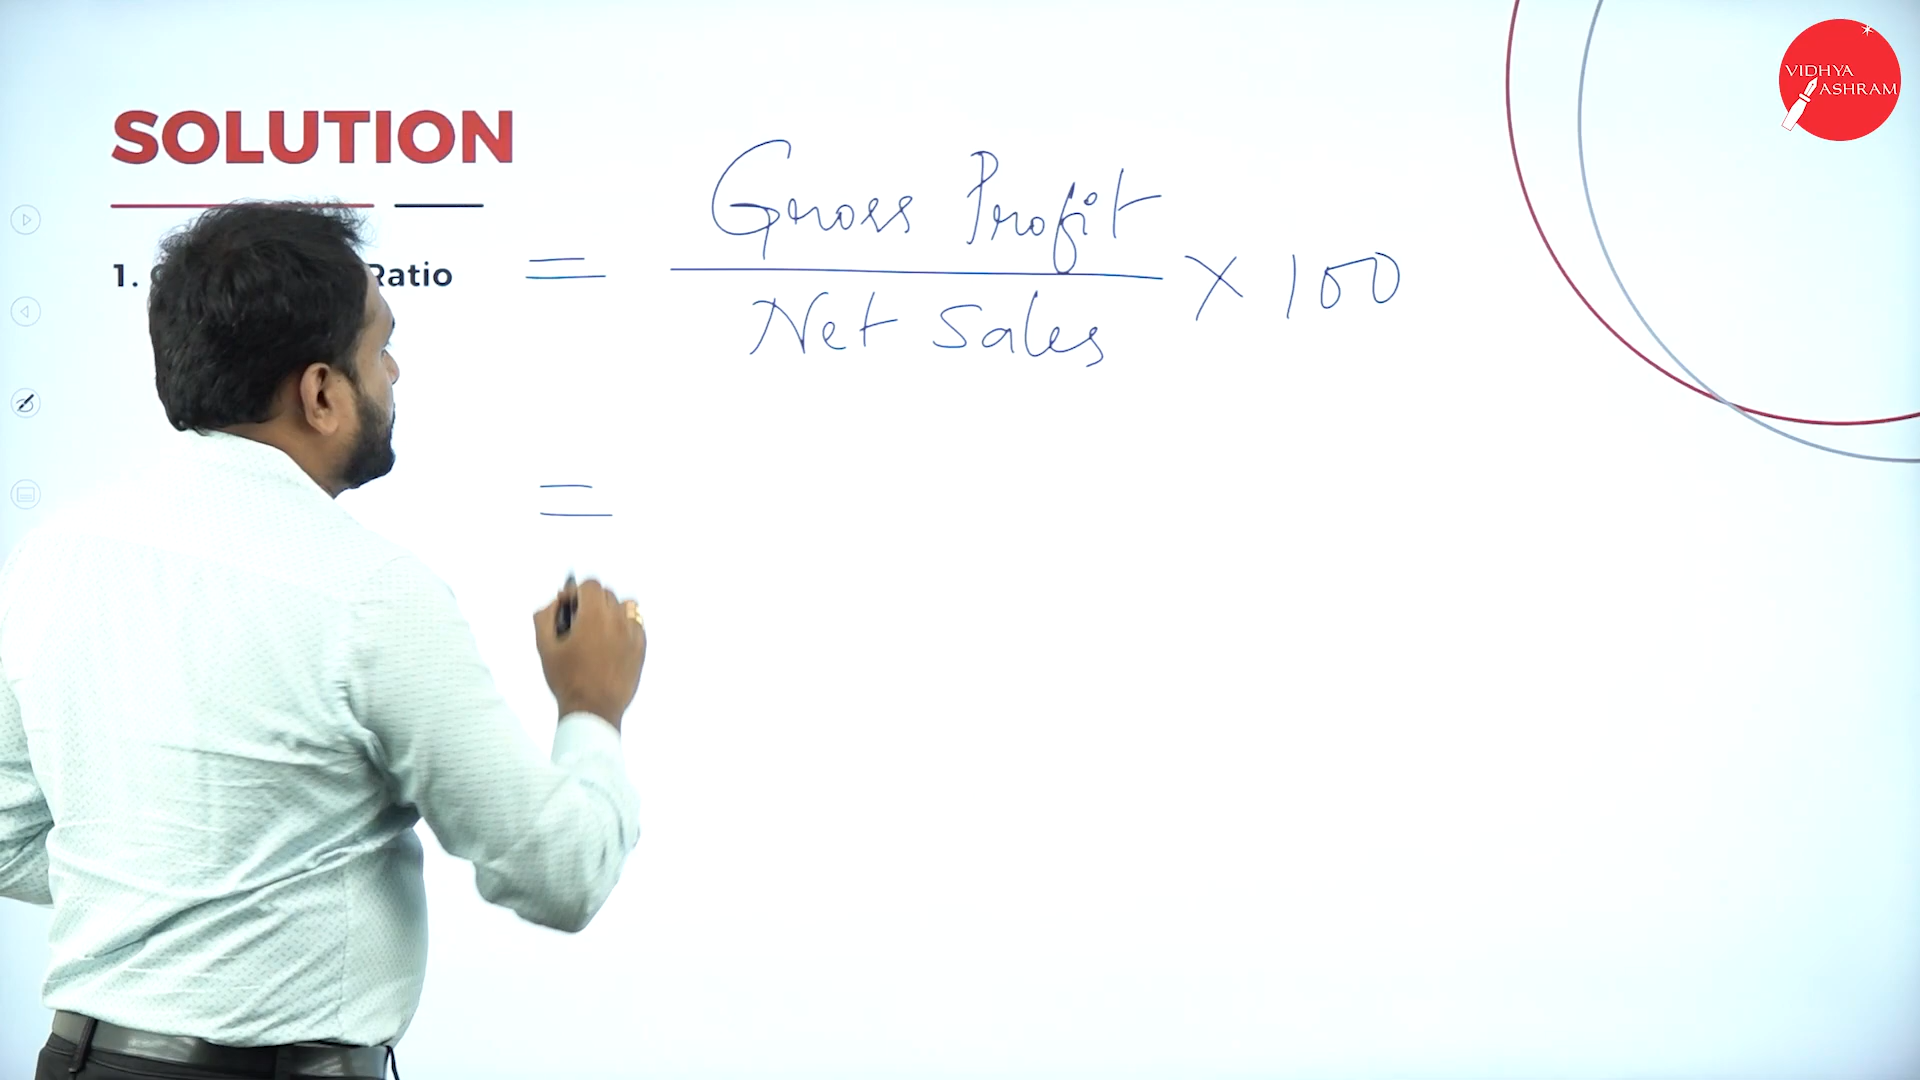 VIDHYA
ASHRAM
SOLUTION
1. Ratio
= Gross Profit
Net Sales
× 100
=